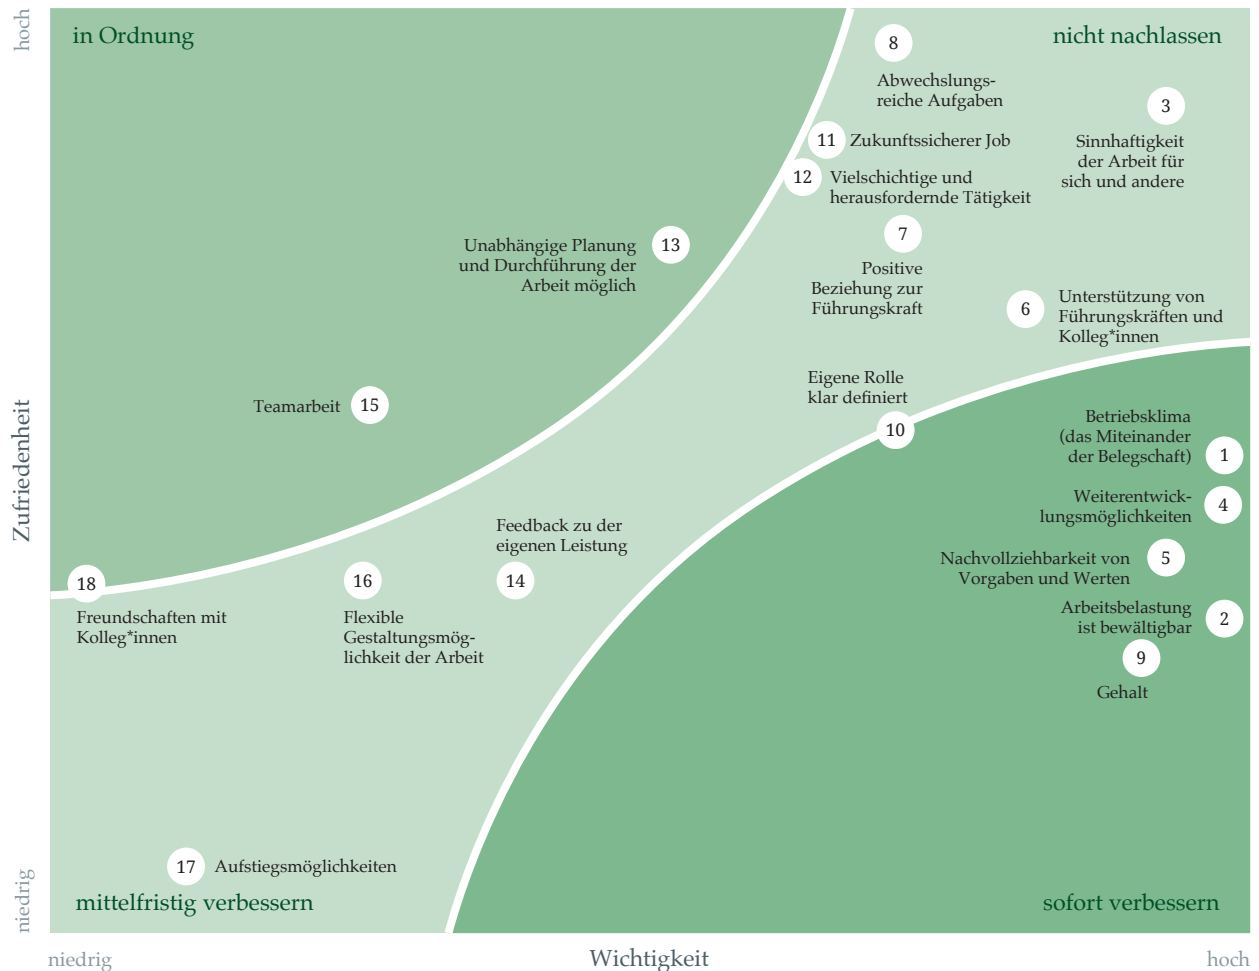 hoch
in Ordnung
nicht nachlassen
8
Abwechslungs-
reiche Aufgaben
3
Sinnhaftigkeit
der Arbeit für
sich und andere
11
Zukunftssicherer Job
12
Vielschichtige und
herausfordernde Tätigkeit
7
Positive
Beziehung zur
Führungskraft
13
Unabhängige Planung
und Durchführung der
Arbeit möglich
6
Unterstützung von
Führungskräften und
Kolleg*innen
Eigene Rolle
klar definiert
10
Teamarbeit
15
Betriebsklima
(das Miteinander
der Belegschaft)
1
Zufriedenheit
Weiterentwick-
lungsmöglichkeiten
4
Feedback zu der
eigenen Leistung
14
Nachvollziehbarkeit von
Vorgaben und Werten
5
18
Freundschaften mit
Kolleg*innen
16
Flexible
Gestaltungsmög-
lichkeit der Arbeit
Arbeitsbelastung
ist bewältigbar
2
9
Gehalt
17
Aufstiegsmöglichkeiten
mittelfristig verbessern
sofort verbessern
niedrig
niedrig
Wichtigkeit
hoch